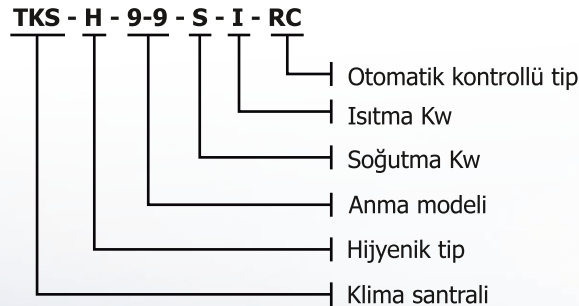 TKS - H - 9-9 - S - I - RC
Otomatik kontrollü tip
Isıtma Kw
Soğutma Kw
Anma modeli
Hijyenik tip
Klima santrali